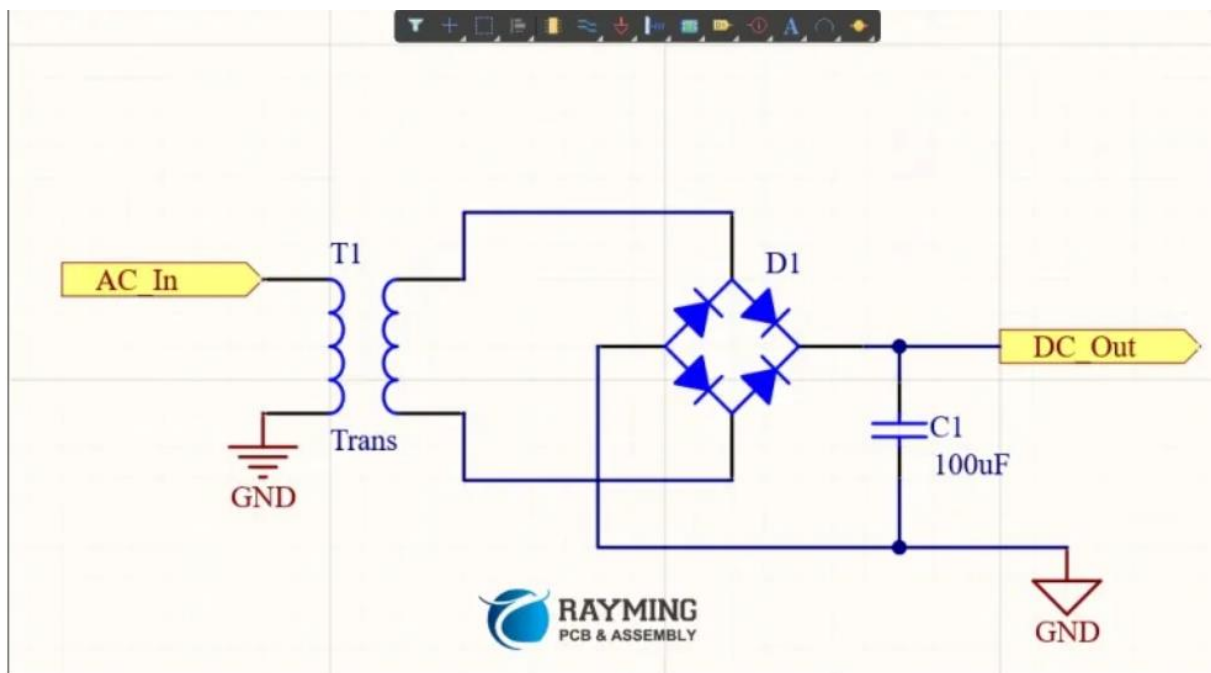 T1
D1
AC_In
DC_Out
Trans
C1
100uF
GND
RAYMING
PCB & ASSEMBLY
GND